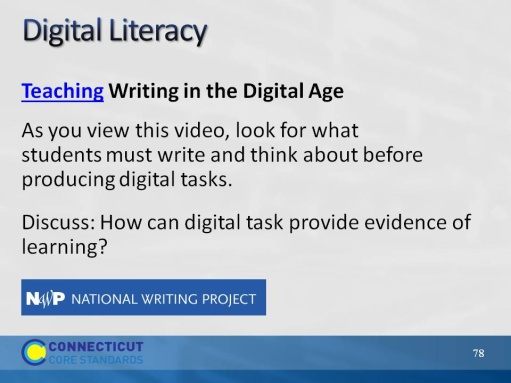 Digital Literacy
Teaching Writing in the Digital Age
As you view this video, look for what
students must write and think about before
producing digital tasks.
Discuss: How can digital task provide evidence of
learning?
NWP NATIONAL WRITING PROJECT
CONNECTICUT
CORE STANDARDS
78